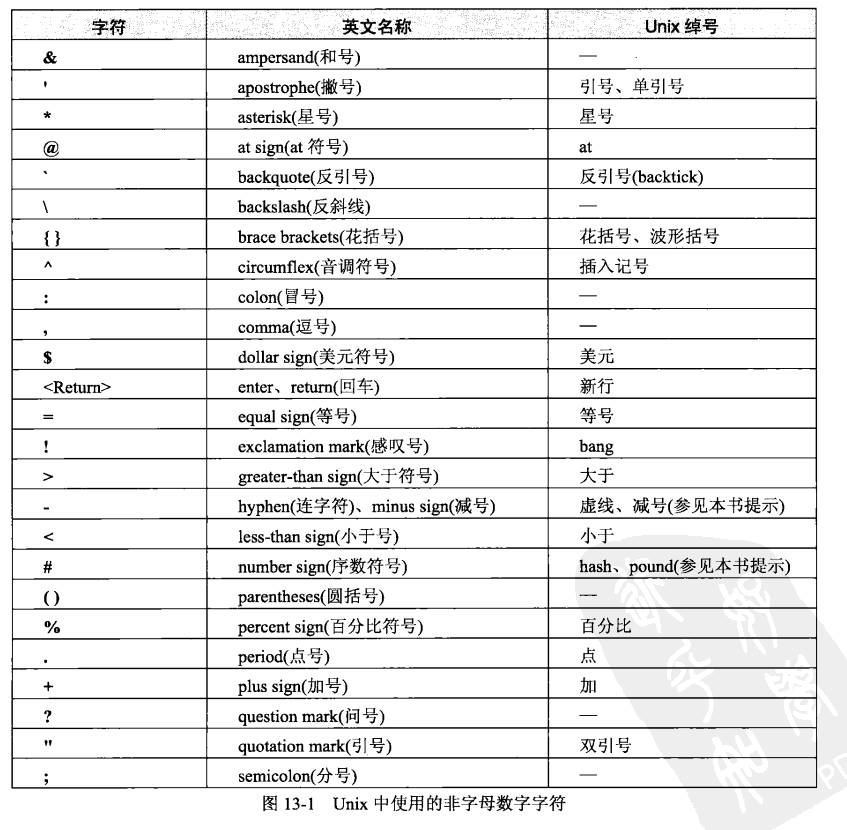 字符 英文名称 Unix 绰号
& ampersand(和号) —
' apostrophe(撇号) 引号、单引号
* asterisk(星号) 星号
@ at sign(at 符号) at
` backquote(反引号) 反引号(backtick)
\ backslash(反斜线) —
{ } brace brackets(花括号) 花括号、波形括号
^ circumflex(音调符号) 插入记号
: colon(冒号) —
, comma(逗号) —
$ dollar sign(美元符号) 美元
<Return> enter、return(回车) 新行
= equal sign(等号) 等号
! exclamation mark(感叹号) bang
> greater-than sign(大于符号) 大于
- hyphen(连字符)、minus sign(减号) 虚线、减号(参见本书提示)
< less-than sign(小于号) 小于
# number sign(序数符号) hash、pound(参见本书提示)
( ) parentheses(圆括号) —
% percent sign(百分比符号) 百分比
. period(点号) 点
+ plus sign(加号) 加
? question mark(问号) —
" quotation mark(引号) 双引号
; semicolon(分号) —
PD
图 13-1 Unix 中使用的非字母数字字符